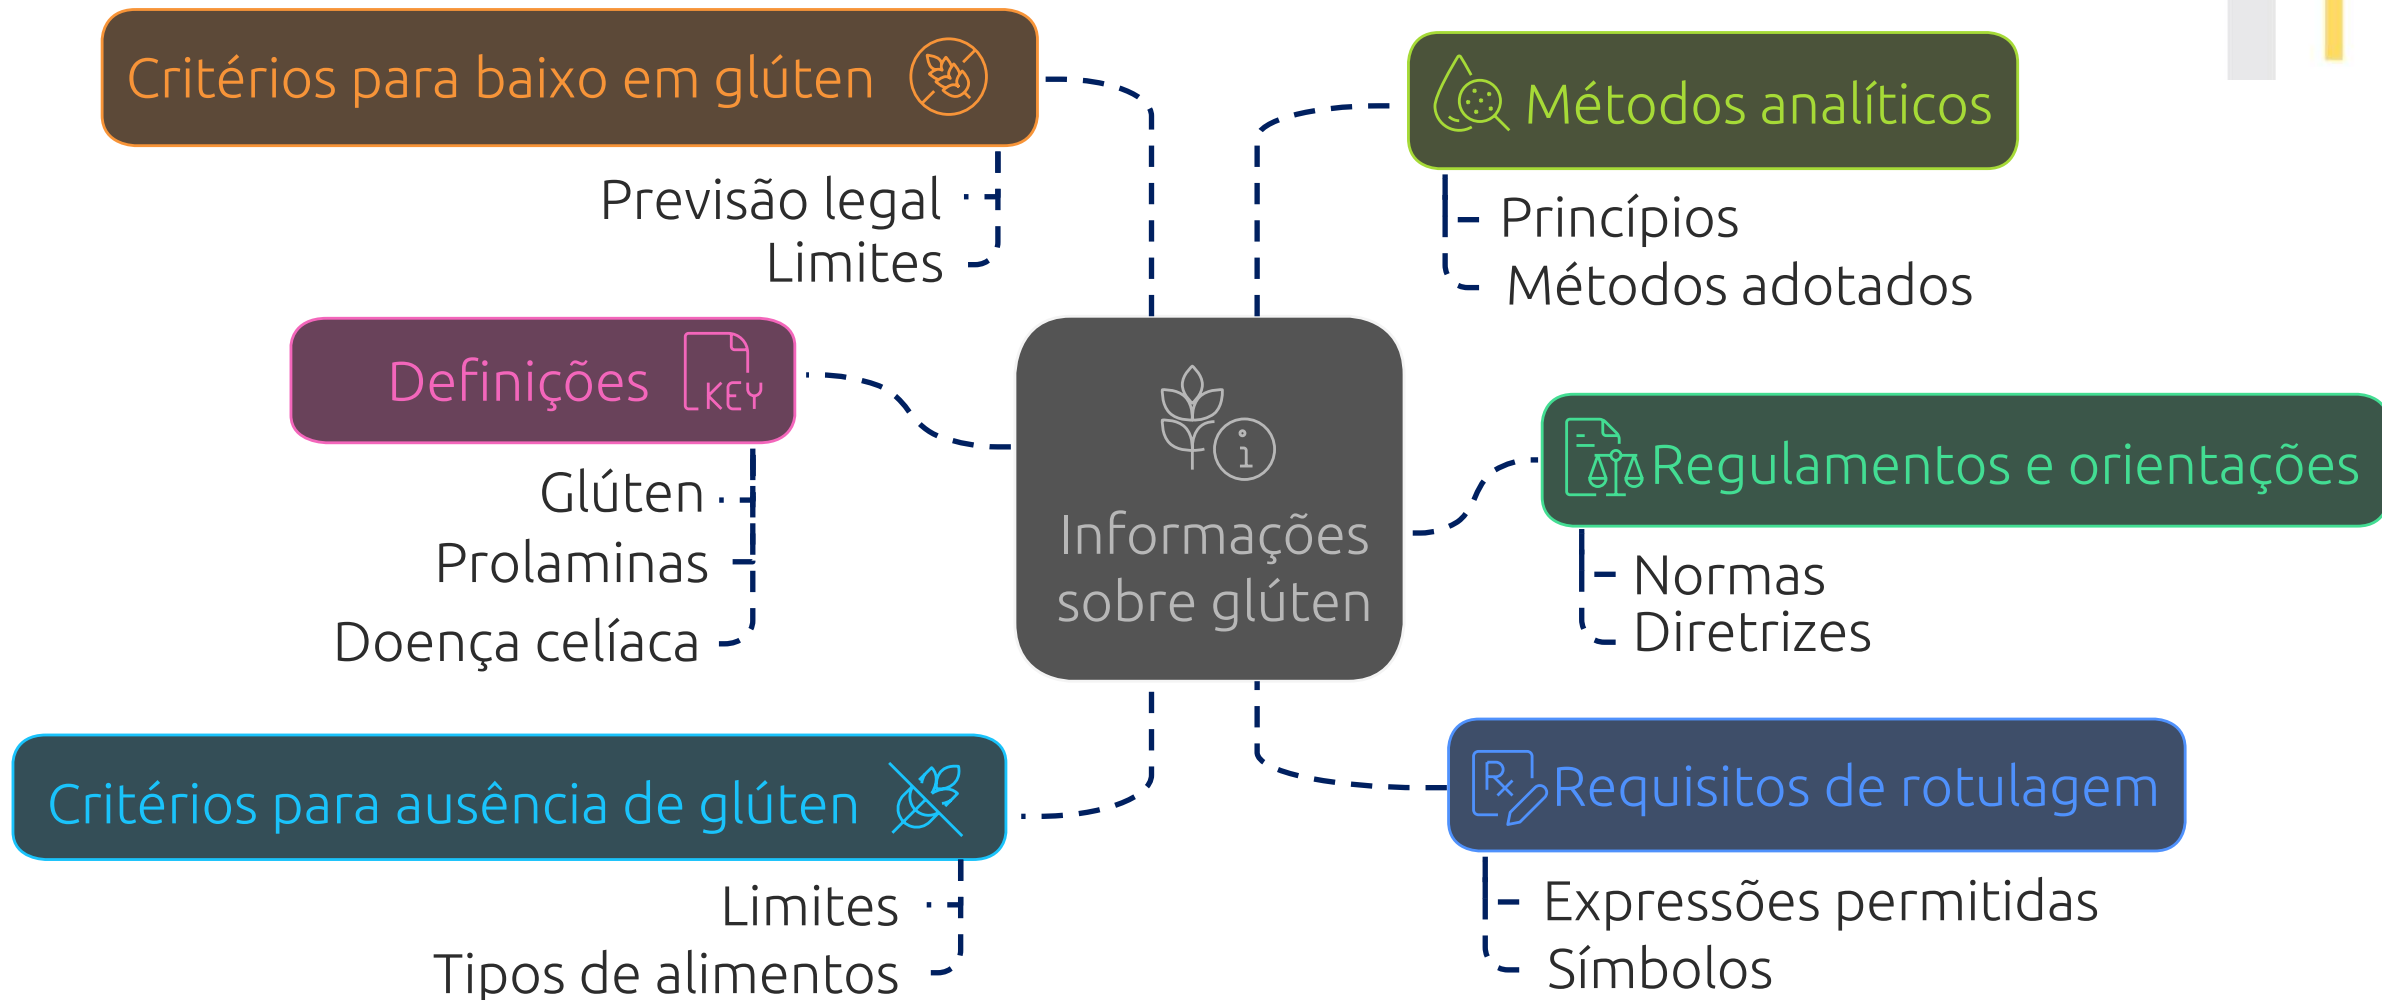 Critérios para baixo em glúten
Previsão legal
Limites
Definições
KEY
Glúten
Prolaminas
Doença celíaca
Critérios para ausência de glúten
Limites
Tipos de alimentos
Informações
sobre glúten
Métodos analíticos
Princípios
Métodos adotados
Regulamentos e orientações
Normas
Diretrizes
Rx
Requisitos de rotulagem
Expressões permitidas
Símbolos